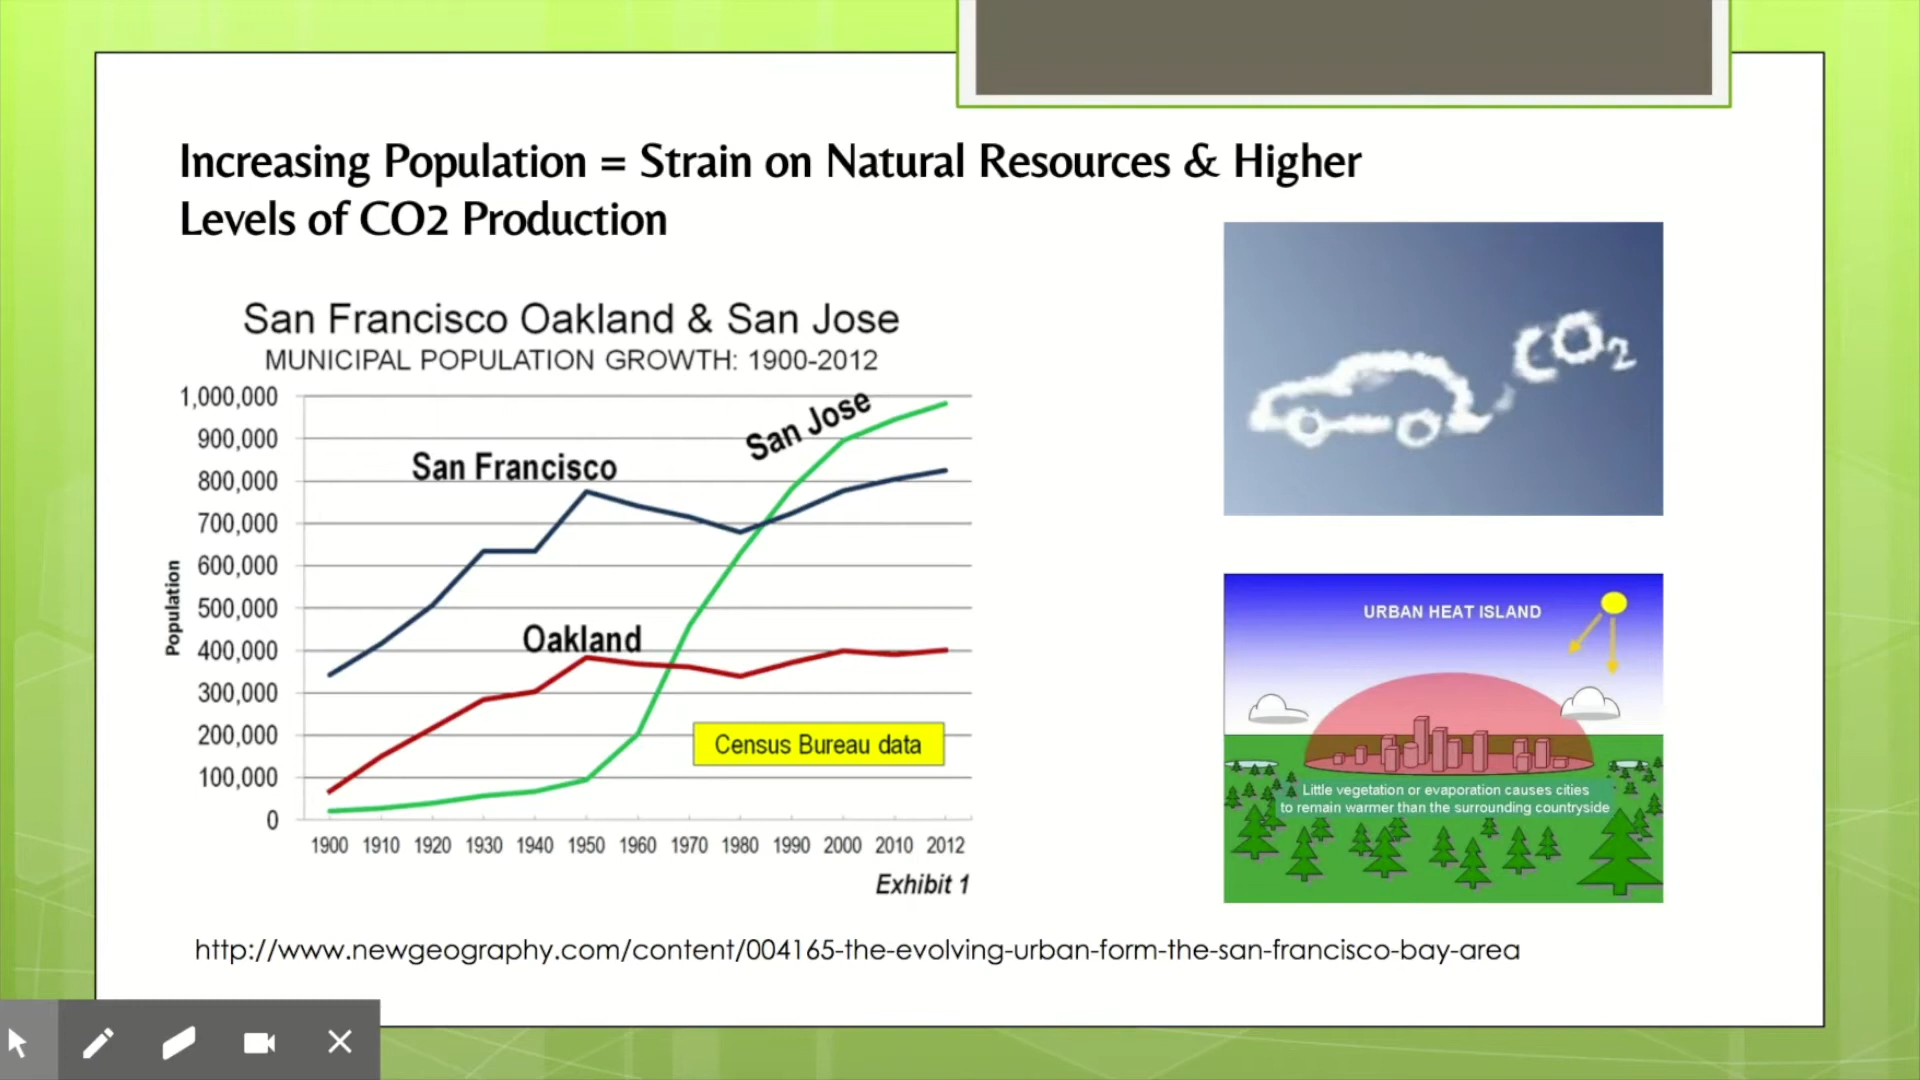 Increasing Population = Strain on Natural Resources & Higher
Levels of CO2 Production
San Francisco Oakland & San Jose
MUNICIPAL POPULATION GROWTH: 1900-2012
1,000,000
900,000
800,000
700,000
600,000
500,000
400,000
300,000
200,000
100,000
0
Population
San Francisco
San Jose
Oakland
Census Bureau data
1900 1910 1920 1930 1940 1950 1960 1970 1980 1990 2000 2010 2012
Exhibit 1
CO2
URBAN HEAT ISLAND
Little vegetation or evaporation causes cities
to remain warmer than the surrounding countryside
http://www.newgeography.com/content/004165-the-evolving-urban-form-the-san-francisco-bay-area